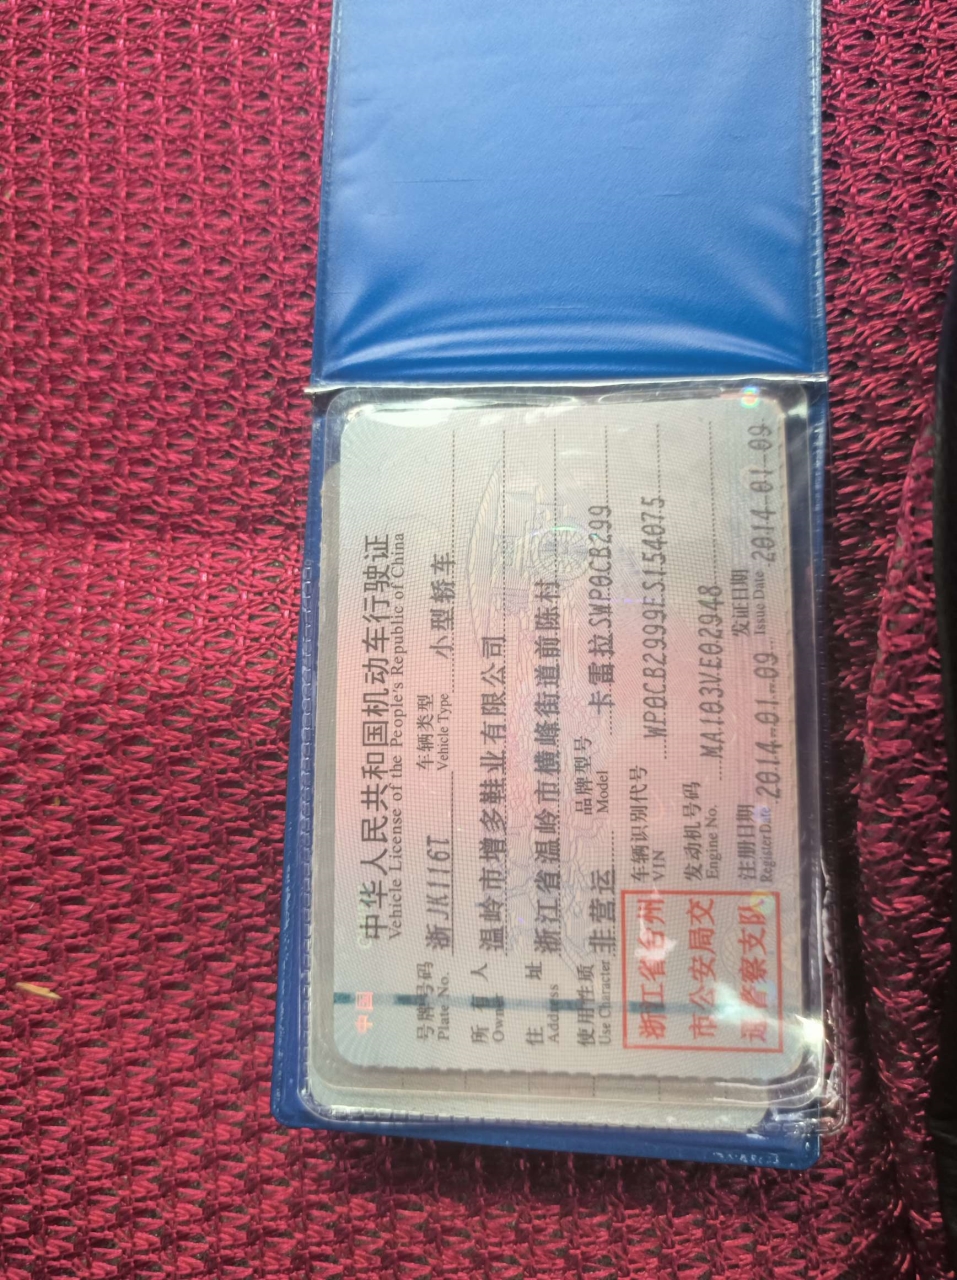 中国
中华人民共和国机动车行驶证
Vehicle License of the People's Republic of China
号牌号码 浙JK116T 车辆类型 小型轿车
Plate No. Vehicle Type
所有人 温岭市增多鞋业有限公司
Owner
住址 浙江省温岭市横峰街道前陈村
Address
使用性质 非营运 品牌型号 卡雷拉SWP0CB299
Use Character Model
浙江省台州
市公安局交
通警察支队
车辆识别代号 WP0CB2999ES154075
VIN
发动机号码 MA103VE02948
Engine No.
注册日期 2014-01-09 发证日期 2014-01-09
Register Date Issue Date